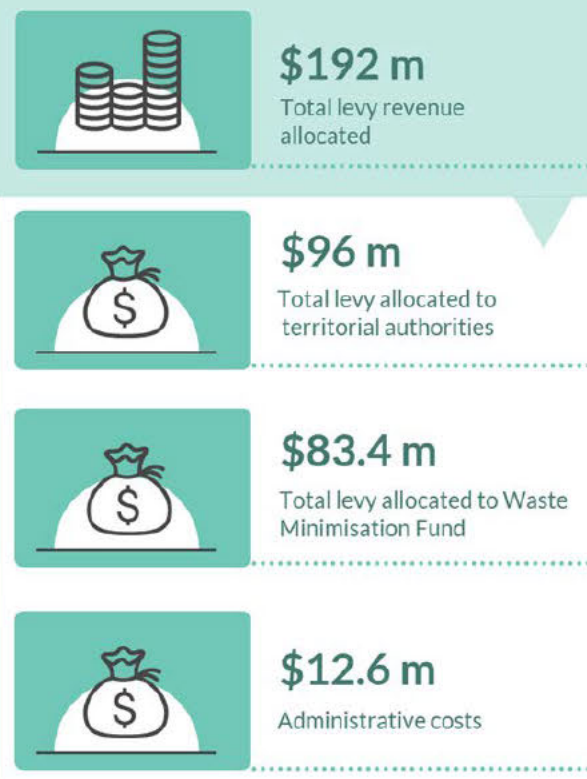 $192 m
Total levy revenue
allocated
$96 m
$
Total levy allocated to
territorial authorities
$83.4 m
$
Total levy allocated to Waste
Minimisation Fund
$12.6 m
$
Administrative costs